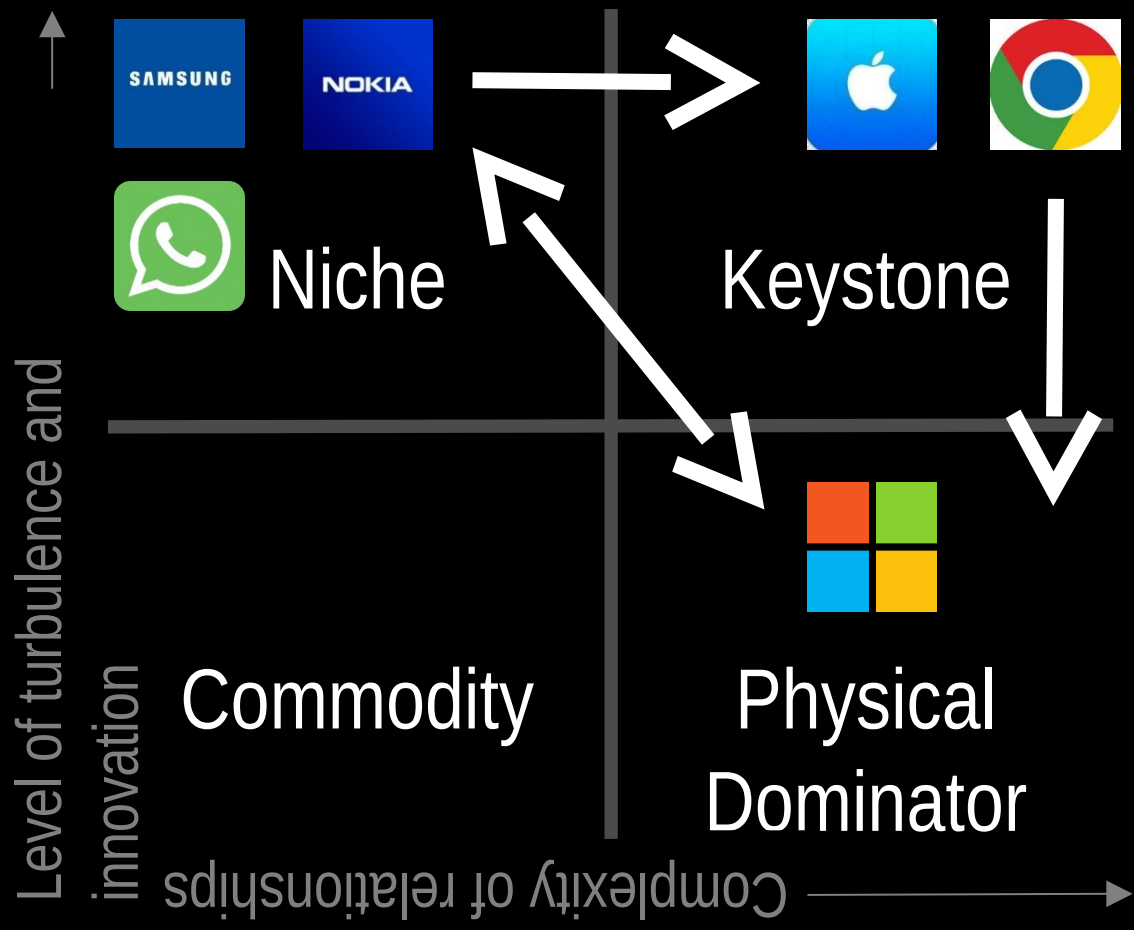 SAMSUNG
NOKIA
Niche
Keystone
Level of turbulence and
innovation
Commodity
Physical
Dominator
Complexity of relationships